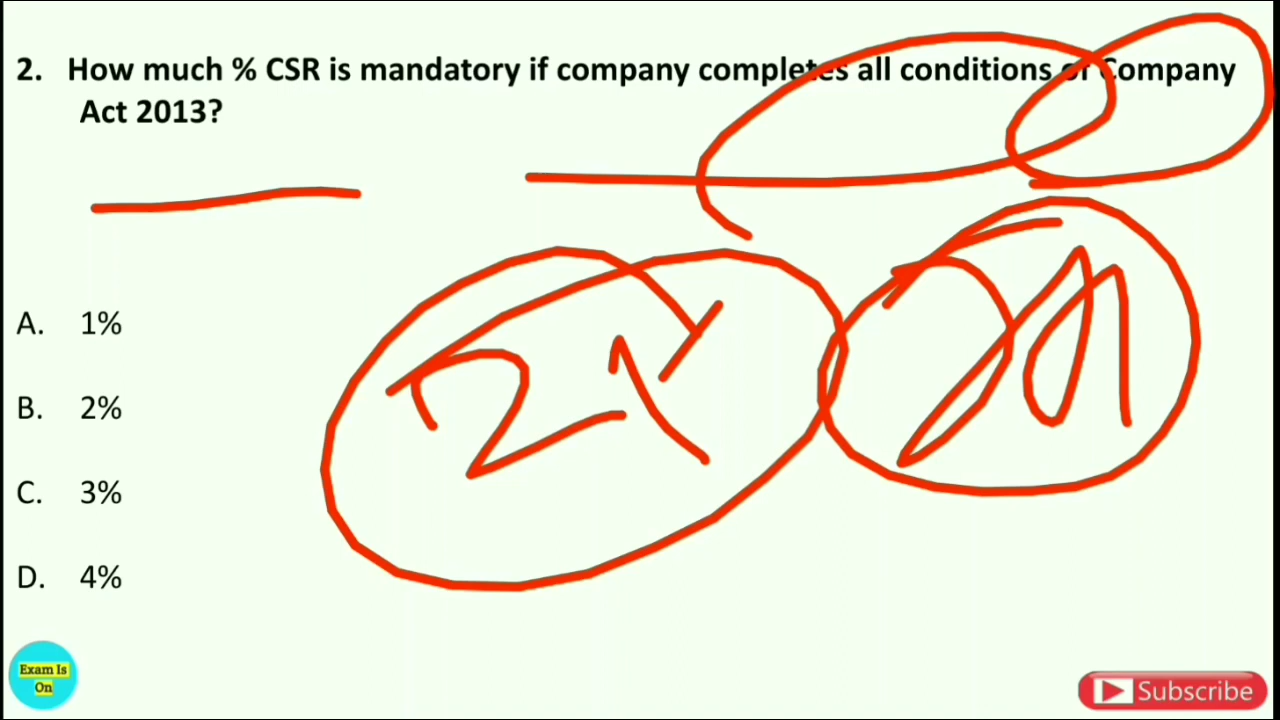 2. How much % CSR is mandatory if company completes all conditions of Company
Act 2013?
A. 1%
B. 2%
C. 3%
D. 4%
Exam Is
On
Subscribe